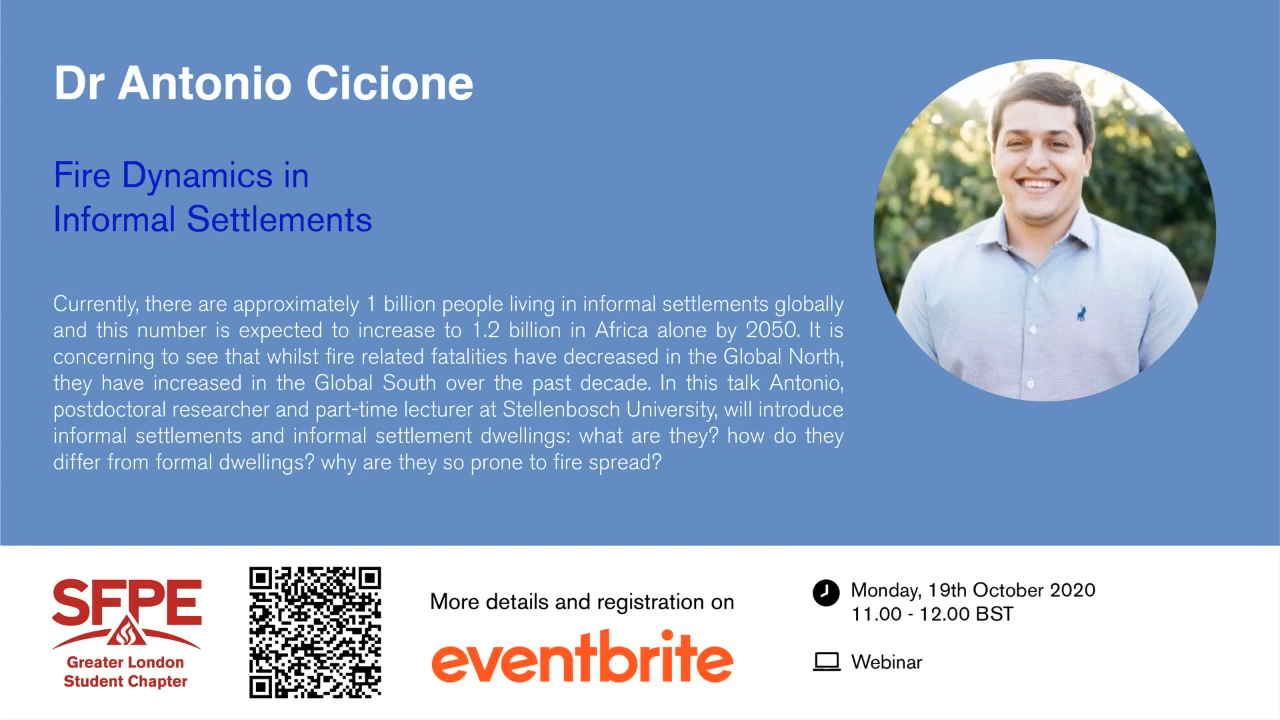 Dr Antonio Cicione
Fire Dynamics in
Informal Settlements
Currently, there are approximately 1 billion people living in informal settlements globally
and this number is expected to increase to 1.2 billion in Africa alone by 2050. It is
concerning to see that whilst fire related fatalities have decreased in the Global North,
they have increased in the Global South over the past decade. In this talk Antonio,
postdoctoral researcher and part-time lecturer at Stellenbosch University, will introduce
informal settlements and informal settlement dwellings: what are they? how do they
differ from formal dwellings? why are they so prone to fire spread?
SFPE
Greater London
Student Chapter
More details and registration on
eventbrite
Monday, 19th October 2020
11.00 - 12.00 BST
Webinar